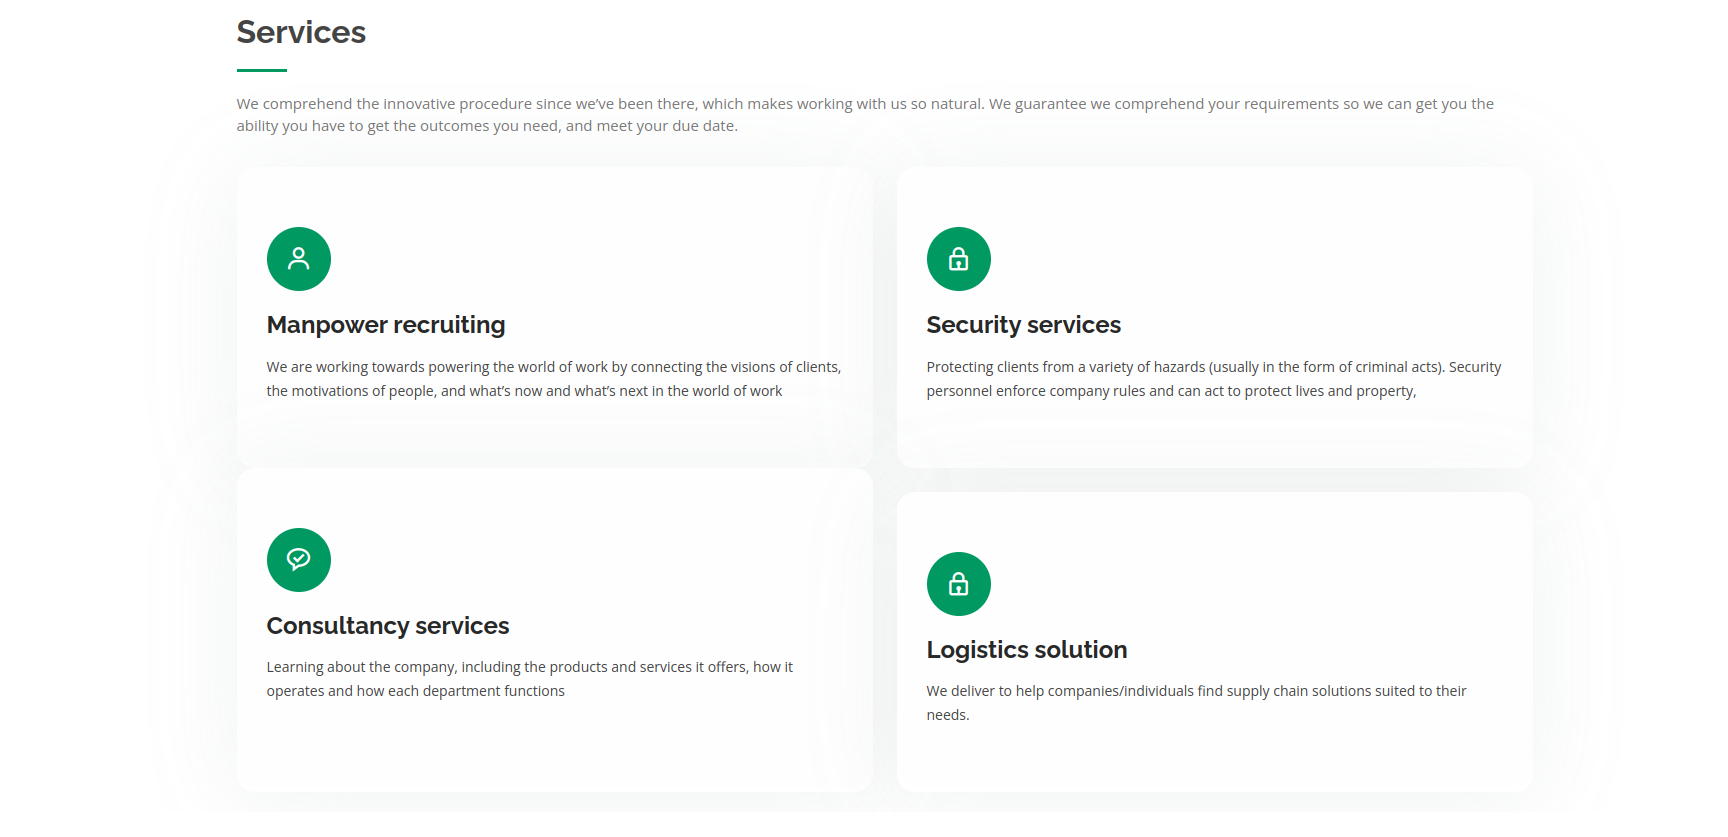 Services
We comprehend the innovative procedure since we’ve been there, which makes working with us so natural. We guarantee we comprehend your requirements so we can get you the
ability you have to get the outcomes you need, and meet your due date.
Manpower recruiting
We are working towards powering the world of work by connecting the visions of clients,
the motivations of people, and what’s now and what’s next in the world of work
Security services
Protecting clients from a variety of hazards (usually in the form of criminal acts). Security
personnel enforce company rules and can act to protect lives and property,
Consultancy services
Learning about the company, including the products and services it offers, how it
operates and how each department functions
Logistics solution
We deliver to help companies/individuals find supply chain solutions suited to their
needs.